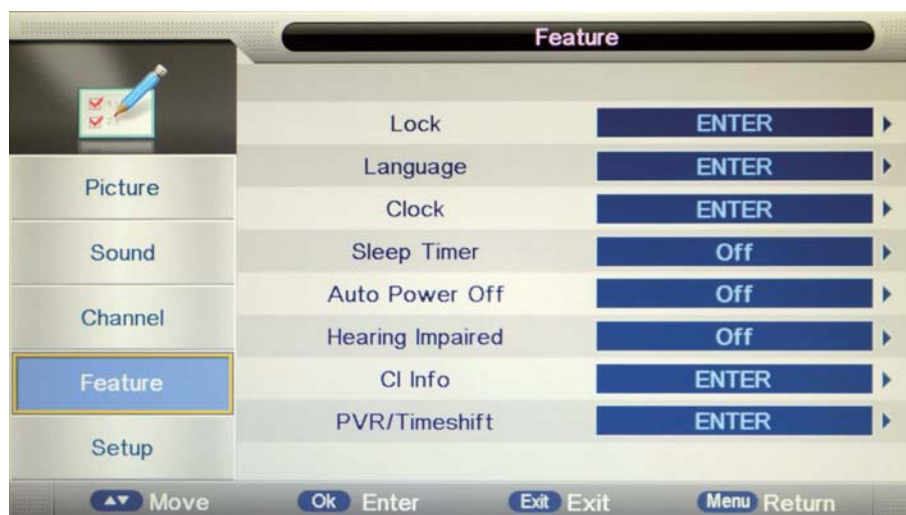 Feature
Picture
Sound
Channel
Feature
Setup
Lock ENTER
Language ENTER
Clock ENTER
Sleep Timer Off
Auto Power Off Off
Hearing Impaired Off
CI Info ENTER
PVR/Timeshift ENTER
Move Ok Enter Exit Exit Menu Return